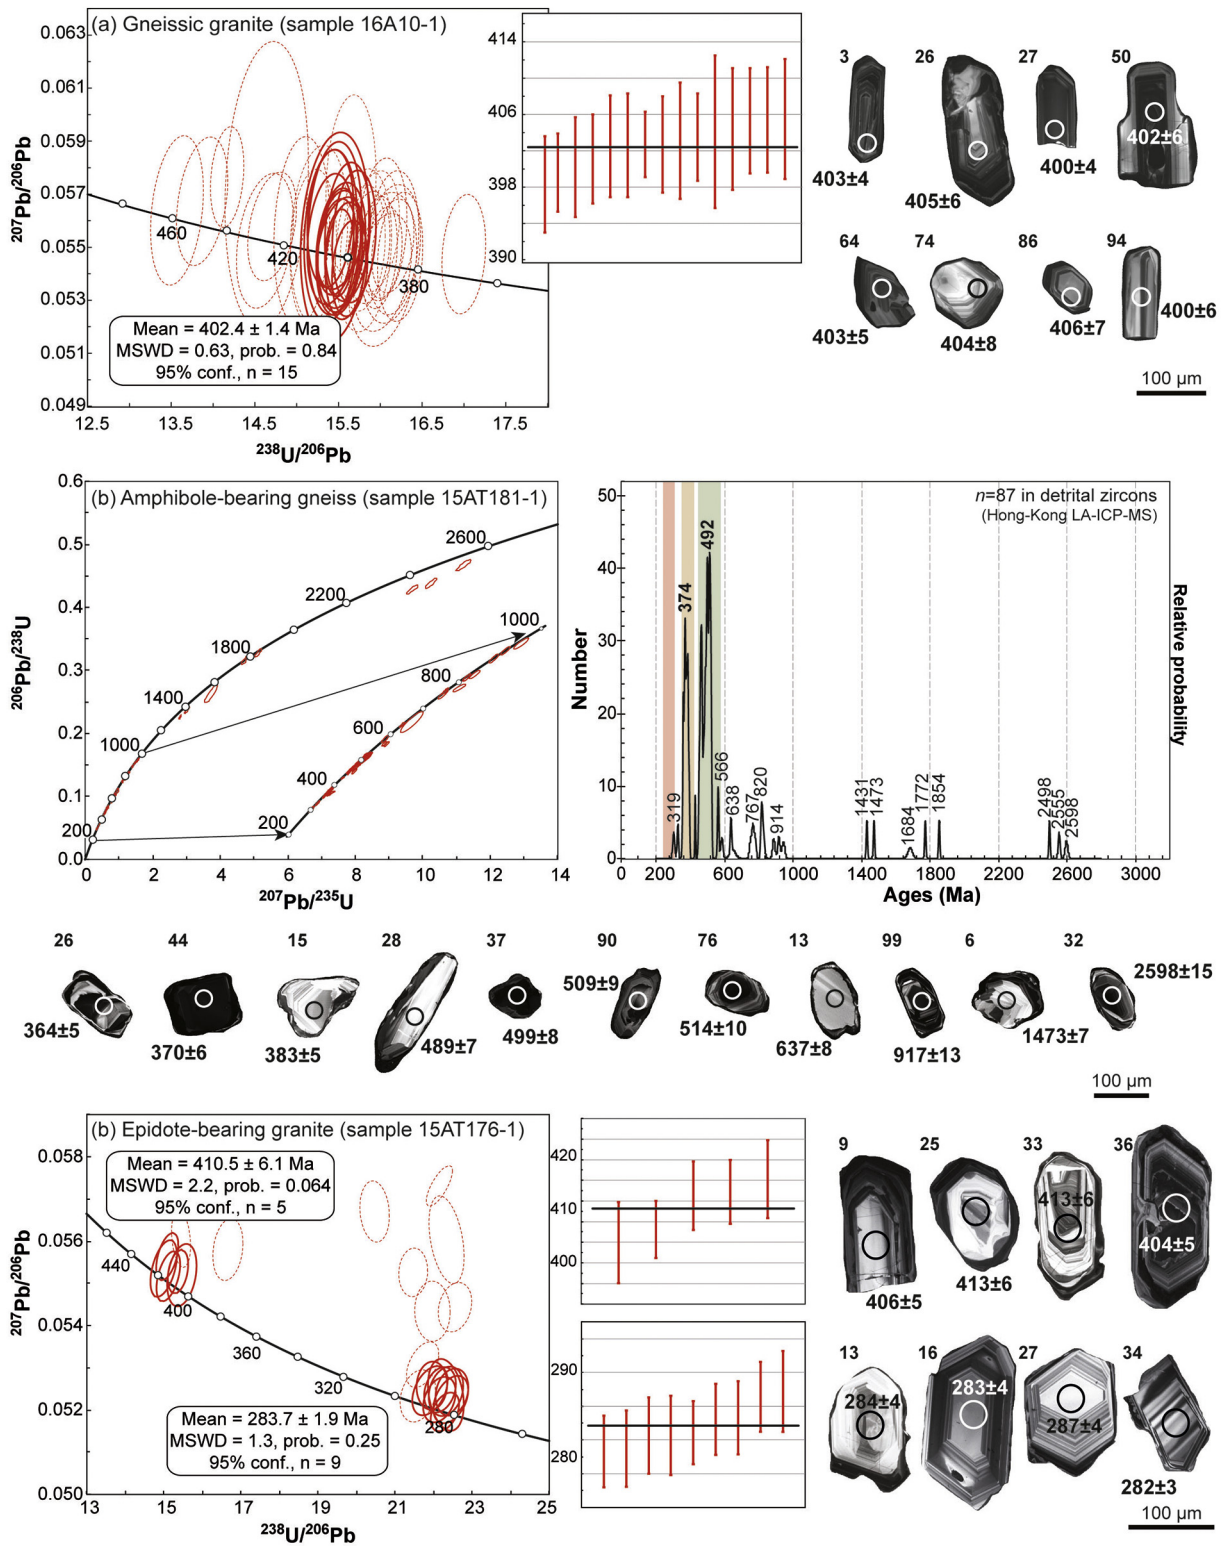 (a) Gneissic granite (sample 16A10-1)
0.063
0.061
0.059
0.057
0.055
0.053
0.051
0.049
207Pb/206Pb
460
420
380
Mean = 402.4 ± 1.4 Ma
MSWD = 0.63, prob. = 0.84
95% conf., n = 15
12.5 13.5 14.5 15.5 16.5 17.5
238U/206Pb
414
406
398
390
3 26 27 50
403±4 405±6 400±4 402±6
64 74 86 94
403±5 404±8 406±7 400±6
100 µm
(b) Amphibole-bearing gneiss (sample 15AT181-1)
0.6
0.5
0.4
0.3
0.2
0.1
0.0
206Pb/238U
200
1000
1400
1800
2200
2600
200
400
600
800
1000
0 2 4 6 8 10 12 14
207Pb/235U
n=87 in detrital zircons
(Hong-Kong LA-ICP-MS)
50
40
30
20
10
0
Number
Relative probability
319 374 492 566 638 767 820 914 1431 1473 1684 1772 1854 2498 2555 2598
0 200 600 1000 1400 1800 2200 2600 3000
Ages (Ma)
26 44 15 28 37 90 76 13 99 6 32
364±5 370±6 383±5 489±7 499±8 509±9 514±10 637±8 917±13 1473±7 2598±15
100 µm
(b) Epidote-bearing granite (sample 15AT176-1)
0.058
0.056
0.054
0.052
0.050
207Pb/206Pb
Mean = 410.5 ± 6.1 Ma
MSWD = 2.2, prob. = 0.064
95% conf., n = 5
440
400
360
320
280
Mean = 283.7 ± 1.9 Ma
MSWD = 1.3, prob. = 0.25
95% conf., n = 9
13 15 17 19 21 23 25
238U/206Pb
420
410
400
290
280
9 25 33 36
406±5 413±6 413±6 404±5
13 16 27 34
284±4 283±4 287±4 282±3
100 µm